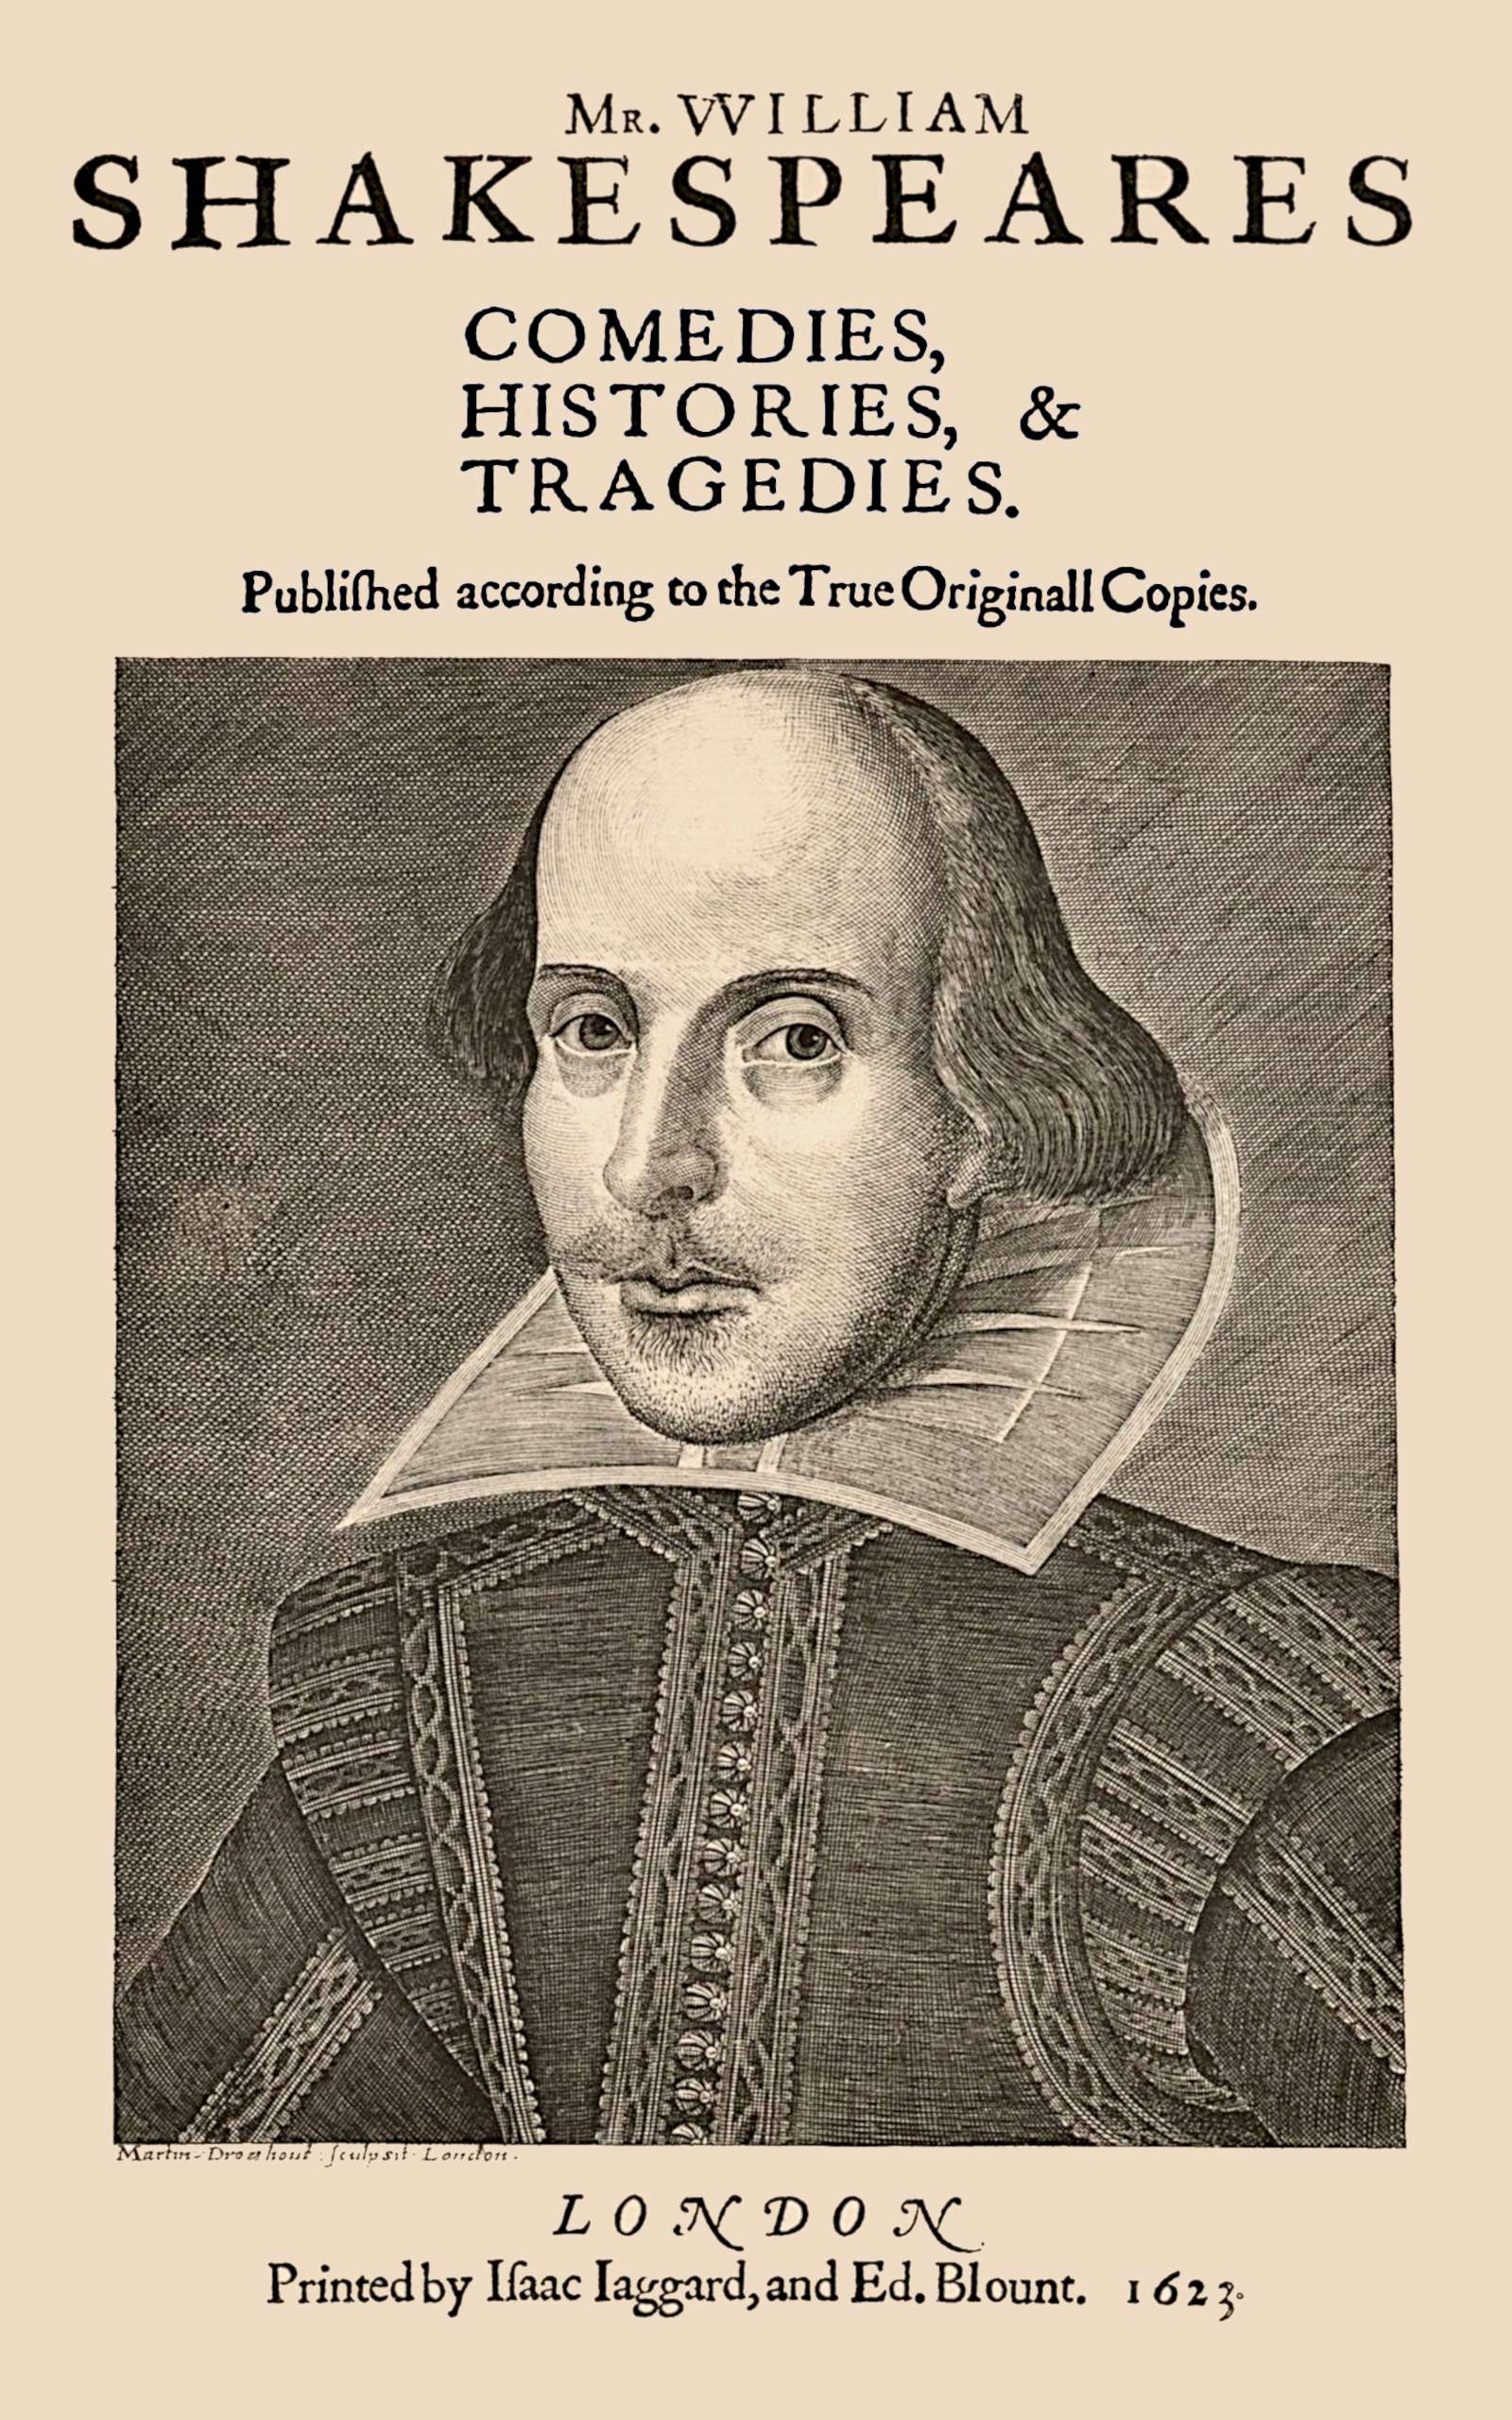 MR. VVILLIAM
SHAKESPEARES
COMEDIES,
HISTORIES, &
TRAGEDIES.
Publiſhed according to the True Originall Copies.
Martin Droeshout : ſculpsit · London .
LONDON
Printed by Iſaac Iaggard, and Ed. Blount. 1623.